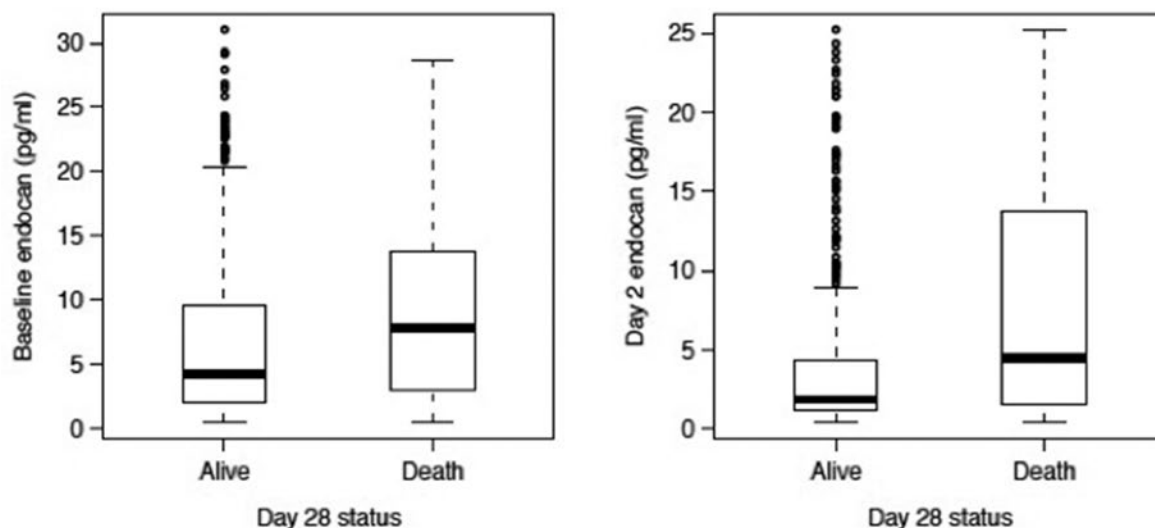 Baseline endocan (pg/ml)
30
25
20
15
10
5
0
Alive
Death
Day 28 status
Day 2 endocan (pg/ml)
25
20
15
10
5
0
Alive
Death
Day 28 status